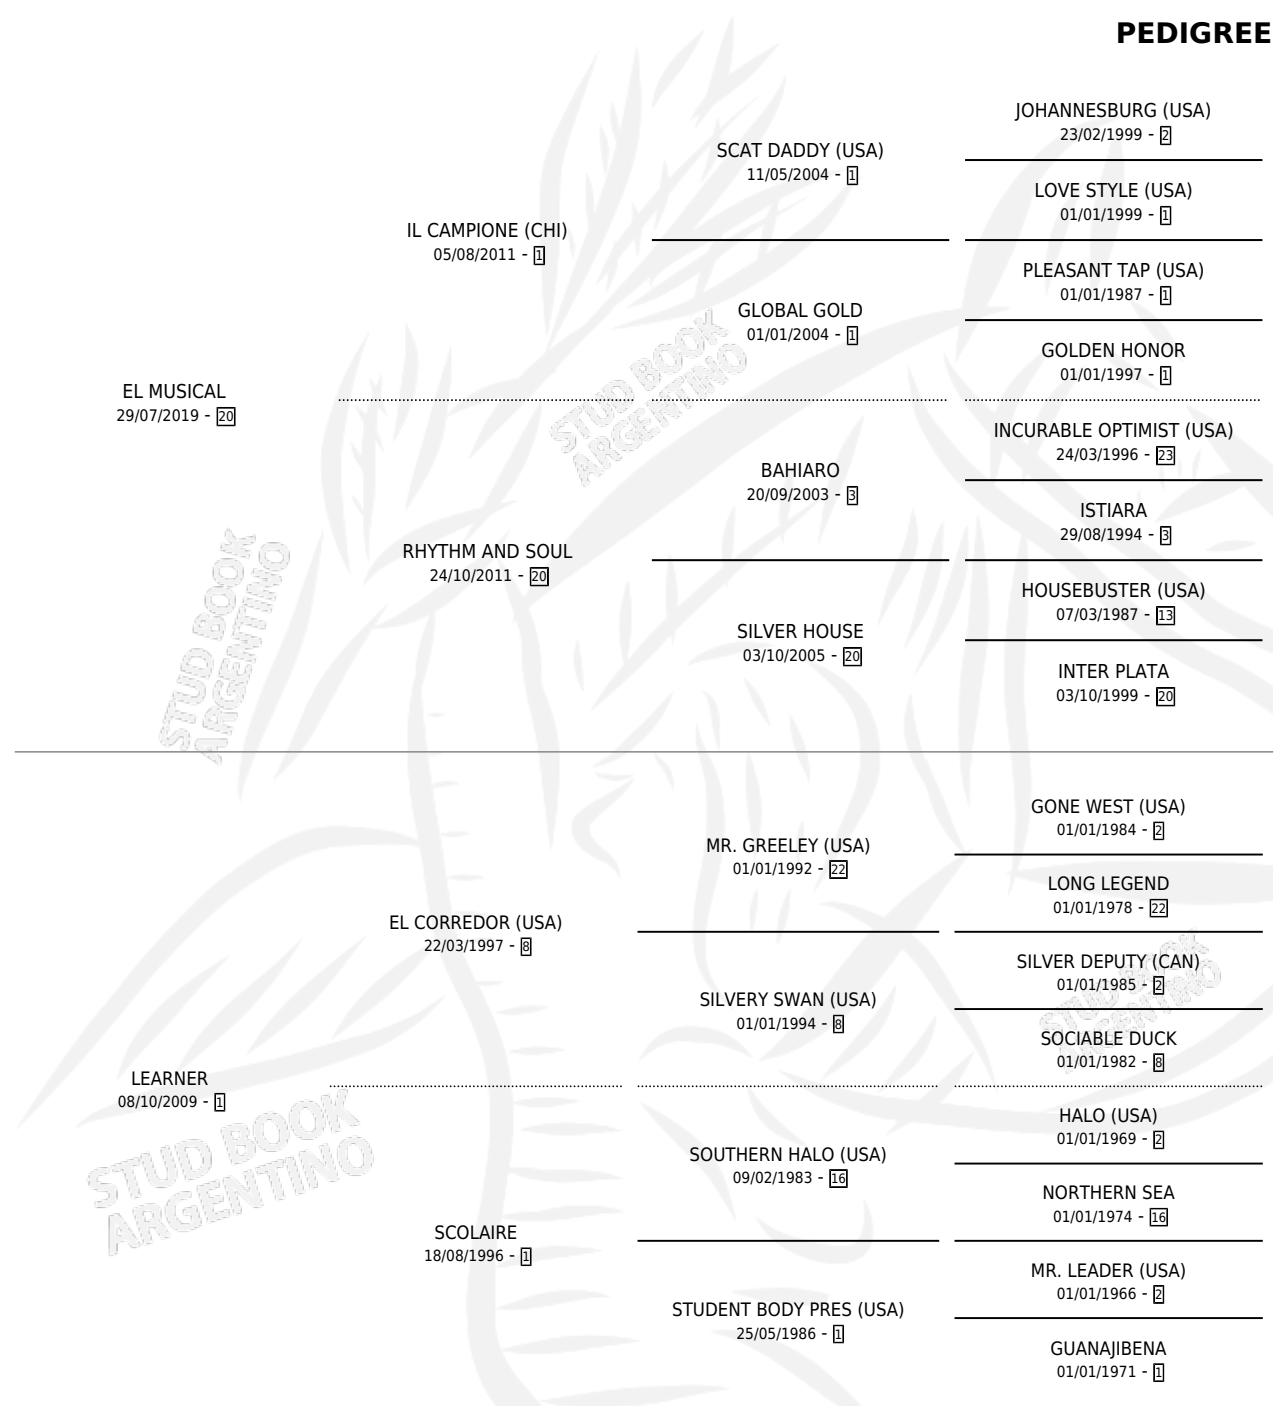 PEDIGREE
JOHANNESBURG (USA)
23/02/1999 - 2
SCAT DADDY (USA)
11/05/2004 - 1
LOVE STYLE (USA)
01/01/1999 - 1
IL CAMPIONE (CHI)
05/08/2011 - 1
PLEASANT TAP (USA)
01/01/1987 - 1
GLOBAL GOLD
01/01/2004 - 1
GOLDEN HONOR
01/01/1997 - 1
EL MUSICAL
29/07/2019 - 20
INCURABLE OPTIMIST (USA)
24/03/1996 - 23
BAHIARO
20/09/2003 - 3
ISTIARA
29/08/1994 - 3
RHYTHM AND SOUL
24/10/2011 - 20
HOUSEBUSTER (USA)
07/03/1987 - 13
SILVER HOUSE
03/10/2005 - 20
INTER PLATA
03/10/1999 - 20
GONE WEST (USA)
01/01/1984 - 2
MR. GREELEY (USA)
01/01/1992 - 22
LONG LEGEND
01/01/1978 - 22
EL CORREDOR (USA)
22/03/1997 - 8
SILVER DEPUTY (CAN)
01/01/1985 - 2
SILVERY SWAN (USA)
01/01/1994 - 8
SOCIABLE DUCK
01/01/1982 - 8
LEARNER
08/10/2009 - 1
HALO (USA)
01/01/1969 - 2
SOUTHERN HALO (USA)
09/02/1983 - 16
NORTHERN SEA
01/01/1974 - 16
SCOLAIRE
18/08/1996 - 1
MR. LEADER (USA)
01/01/1966 - 2
STUDENT BODY PRES (USA)
25/05/1986 - 1
GUANAJIBENA
01/01/1971 - 1
STUD BOOK
ARGENTINO
STUD BOOK
ARGENTINO
STUD BOOK
ARGENTINO
STUD BOOK
ARGENTINO